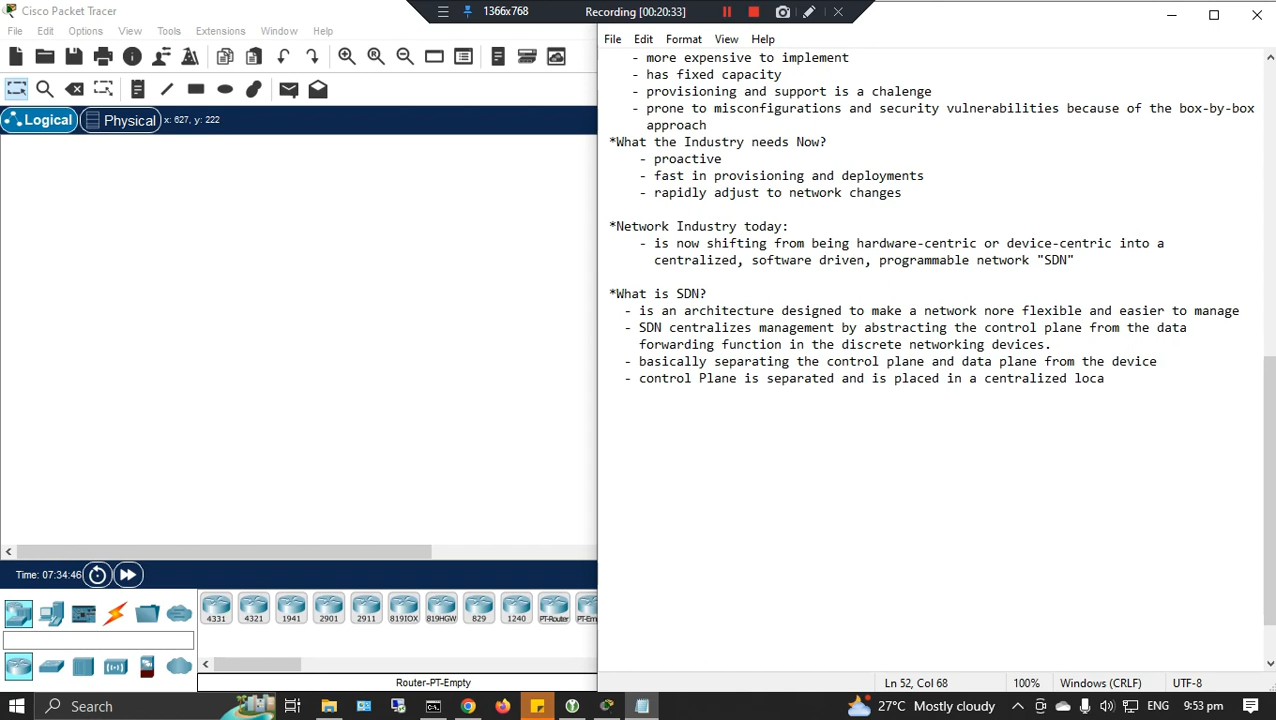 Cisco Packet Tracer
1366x768
Recording [00:20:33]
File Edit Options View Tools Extensions Window Help
File Edit Format View Help
- more expensive to implement
- has fixed capacity
- provisioning and support is a chalenge
- prone to misconfigurations and security vulnerabilities because of the box-by-box
approach
Logical Physical x: 627, y: 222
*What the Industry needs Now?
- proactive
- fast in provisioning and deployments
- rapidly adjust to network changes
*Network Industry today:
- is now shifting from being hardware-centric or device-centric into a
centralized, software driven, programmable network "SDN"
*What is SDN?
- is an architecture designed to make a network nore flexible and easier to manage
- SDN centralizes management by abstracting the control plane from the data
forwarding function in the discrete networking devices.
- basically separating the control plane and data plane from the device
- control Plane is separated and is placed in a centralized loca
Time: 07:34:46
4331 4321 1941 2901 2911 819IOX 819HGW 829 1240 PT-Router PT-Em
Router-PT-Empty
Ln 52, Col 68 100% Windows (CRLF) UTF-8
Search
27°C Mostly cloudy
9:53 pm